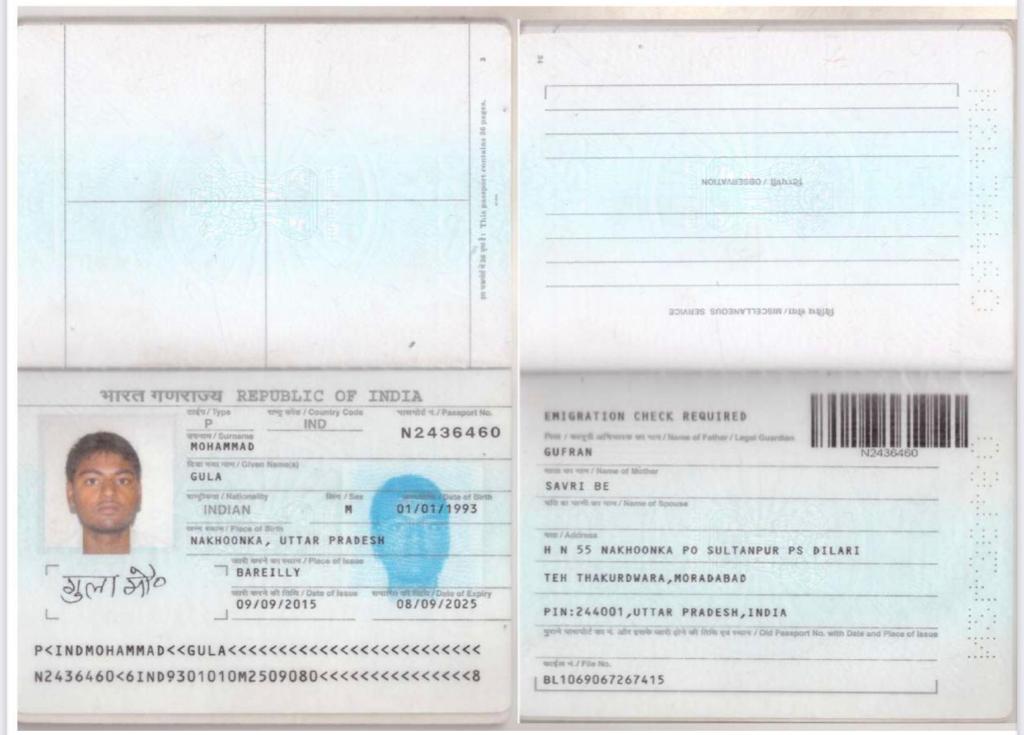 3
इस पासपोर्ट में 36 पृष्ठ हैं। This passport contains 36 pages.
भारत गणराज्य REPUBLIC OF INDIA
टाईप / Type
राष्ट्र कोड / Country Code
पासपोर्ट नं. / Passport No.
P
IND
N2436460
उपनाम / Surname
MOHAMMAD
दिया गया नाम / Given Name(s)
GULA
राष्ट्रीयता / Nationality
लिंग / Sex
जन्मतिथि / Date of Birth
INDIAN
M
01/01/1993
जन्म स्थान / Place of Birth
NAKHOONKA, UTTAR PRADESH
जारी करने का स्थान / Place of Issue
BAREILLY
जारी करने की तिथि / Date of Issue
समाप्ति की तिथि / Date of Expiry
09/09/2015
08/09/2025
गुला मो०
P<INDMOHAMMAD<<GULA<<<<<<<<<<<<<<<<<<<<<<<<<
N2436460<6IND9301010M2509080<<<<<<<<<<<<<<<8
34
टिप्पणी / OBSERVATION
विविध सेवा / MISCELLANEOUS SERVICE
EMIGRATION CHECK REQUIRED
पिता / कानूनी अभिभावक का नाम / Name of Father / Legal Guardian
N2436460
GUFRAN
माता का नाम / Name of Mother
SAVRI BE
पति या पत्नी का नाम / Name of Spouse
पता / Address
H N 55 NAKHOONKA PO SULTANPUR PS DILARI
TEH THAKURDWARA,MORADABAD
PIN:244001,UTTAR PRADESH,INDIA
पुराने पासपोर्ट का नं. और इसके जारी होने की तिथि एवं स्थान / Old Passport No. with Date and Place of Issue
फाईल नं. / File No.
BL1069067267415